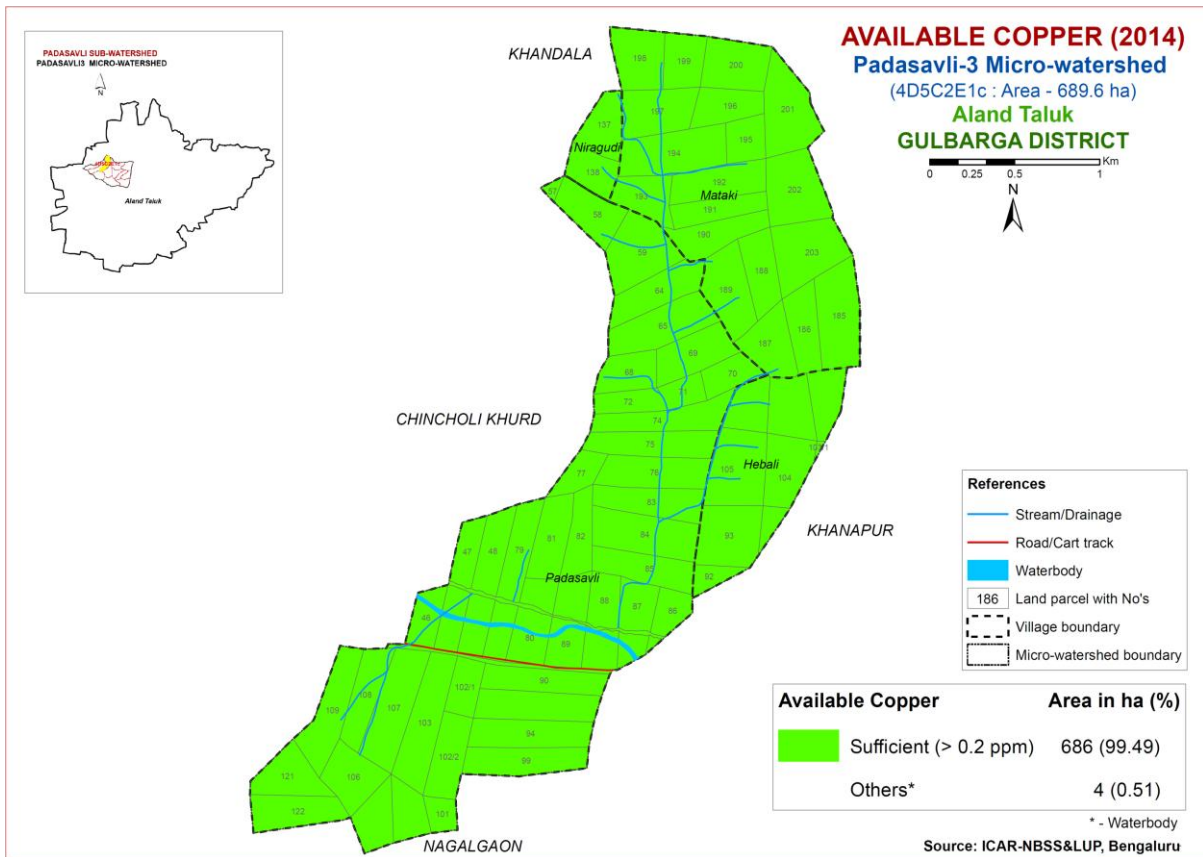 PADASAVLI SUB-WATERSHED
PADASAVLI3 MICRO-WATERSHED
N
Aland Taluk
AVAILABLE COPPER (2014)
Padasavli-3 Micro-watershed
(4D5C2E1c : Area - 689.6 ha)
Aland Taluk
GULBARGA DISTRICT
Km
0 0.25 0.5 1
N
KHANDALA
198 199 200
197 196 201
137 195
Niragudi 194
138 192 202
57 193 Mataki
191
58 190
59 188 203
64 189
65 186 185
187
69
68 70
71
72
CHINCHOLI KHURD
74
75
77 76 105 Hebali 104
83
KHANAPUR
47 48 79 81 82 84 93
85
Padasavli 92
88 87 86
46 80 89
90
102/1
109 108 107 103
94
102/2
99
121 106
122 101
NAGALGAON
References
Stream/Drainage
Road/Cart track
Waterbody
186 Land parcel with No's
Village boundary
Micro-watershed boundary
Available Copper Area in ha (%)
Sufficient (> 0.2 ppm) 686 (99.49)
Others* 4 (0.51)
* - Waterbody
Source: ICAR-NBSS&LUP, Bengaluru